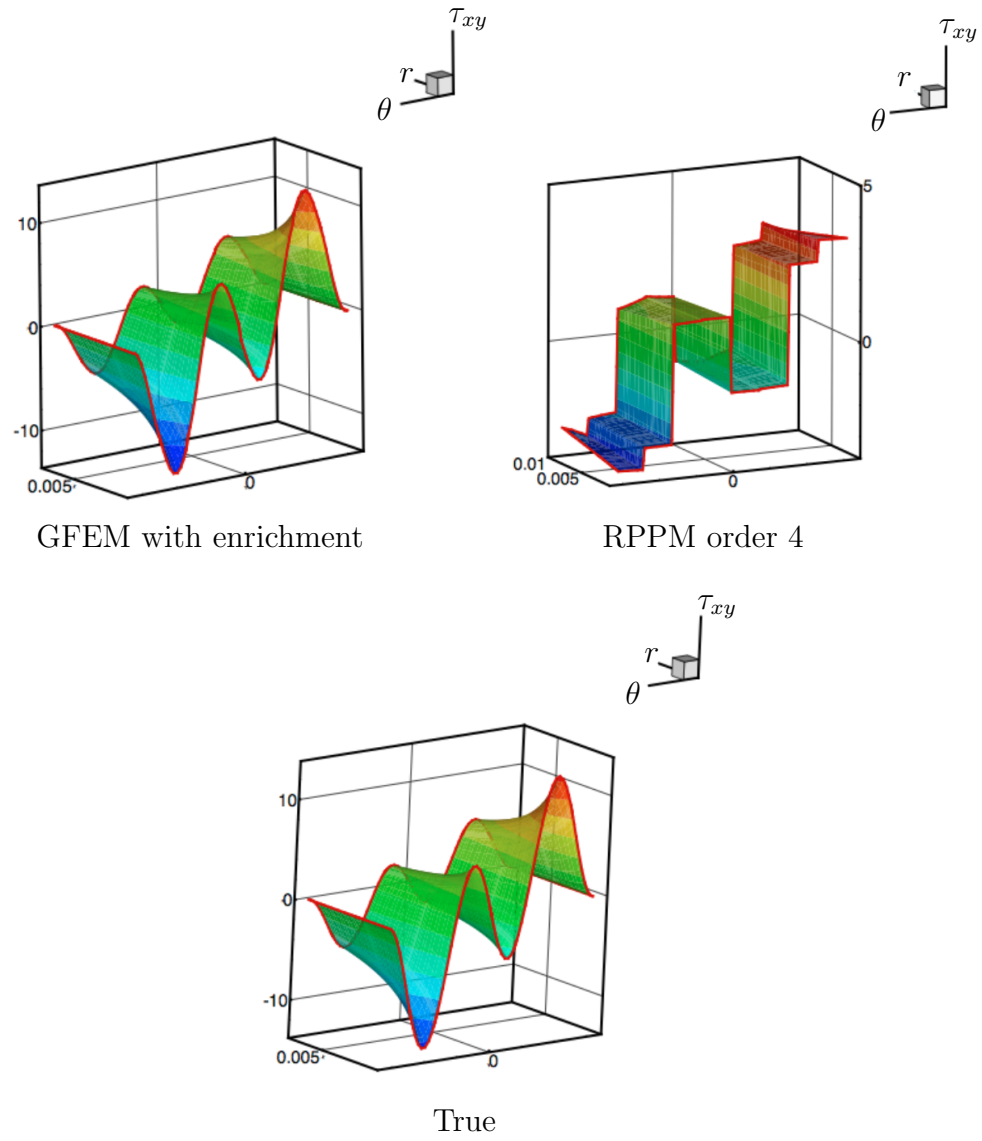 τxy
r
θ
10
0
-10
0.005
0
GFEM with enrichment
τxy
r
θ
5
0
0.01
0.005
0
RPPM order 4
τxy
r
θ
10
0
-10
0.005
0
True